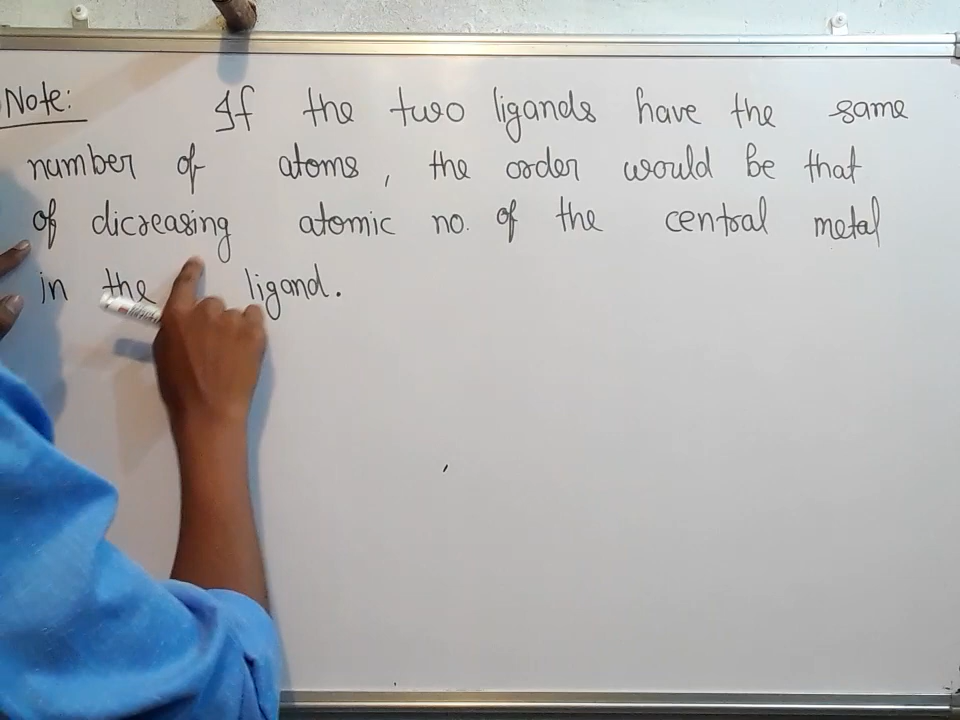 Note: If the two ligands have the same
number of atoms, the order would be that
of dicreasing atomic no. of the central metal
in the ligand.